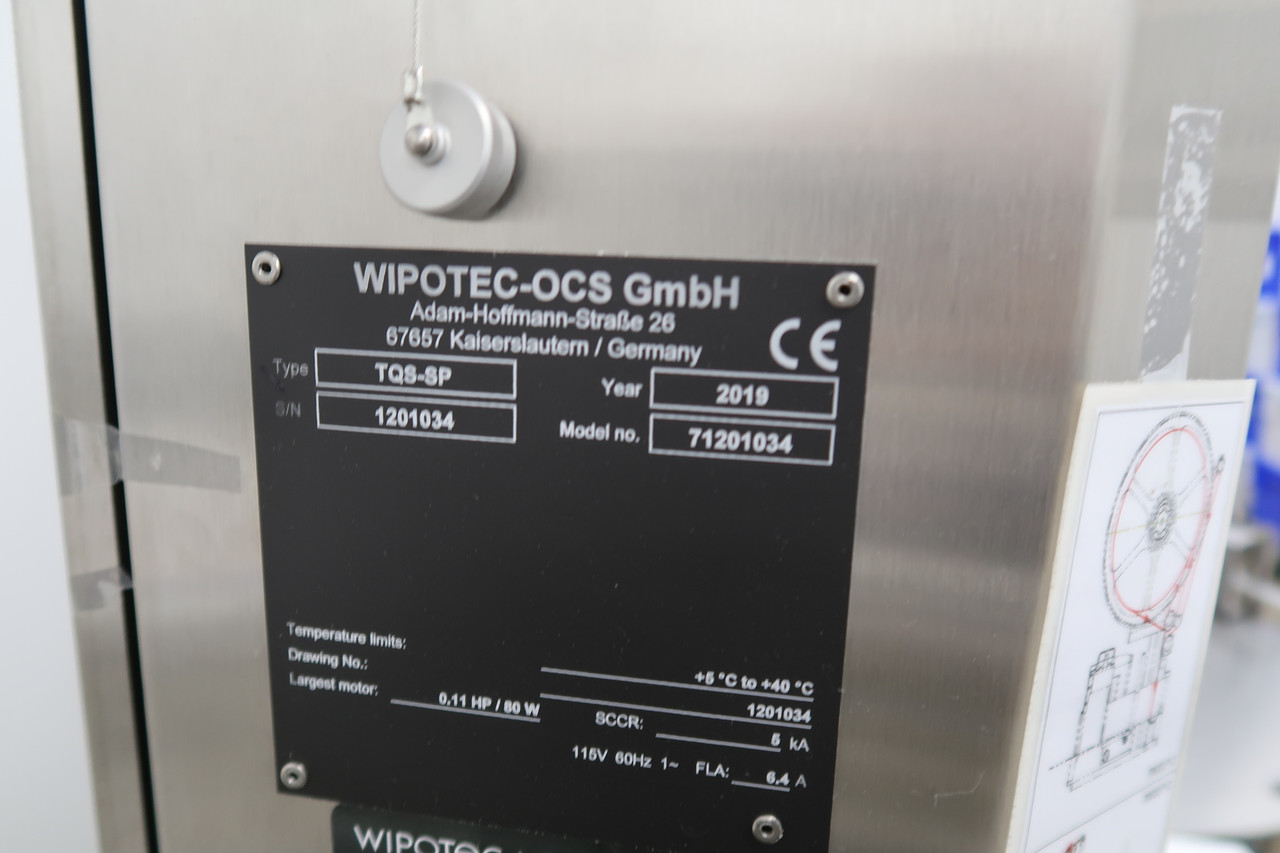 WIPOTEC-OCS GmbH
Adam-Hoffmann-Straße 26
67657 Kaiserslautern / Germany
CE
Type TQS-SP Year 2019
S/N 1201034 Model no. 71201034
Temperature limits: +5 °C to +40 °C
Drawing No.: 1201034
Largest motor: 0.11 HP / 80 W SCCR: 5 kA
115V 60Hz 1~ FLA: 6.4 A
WIPOTEC